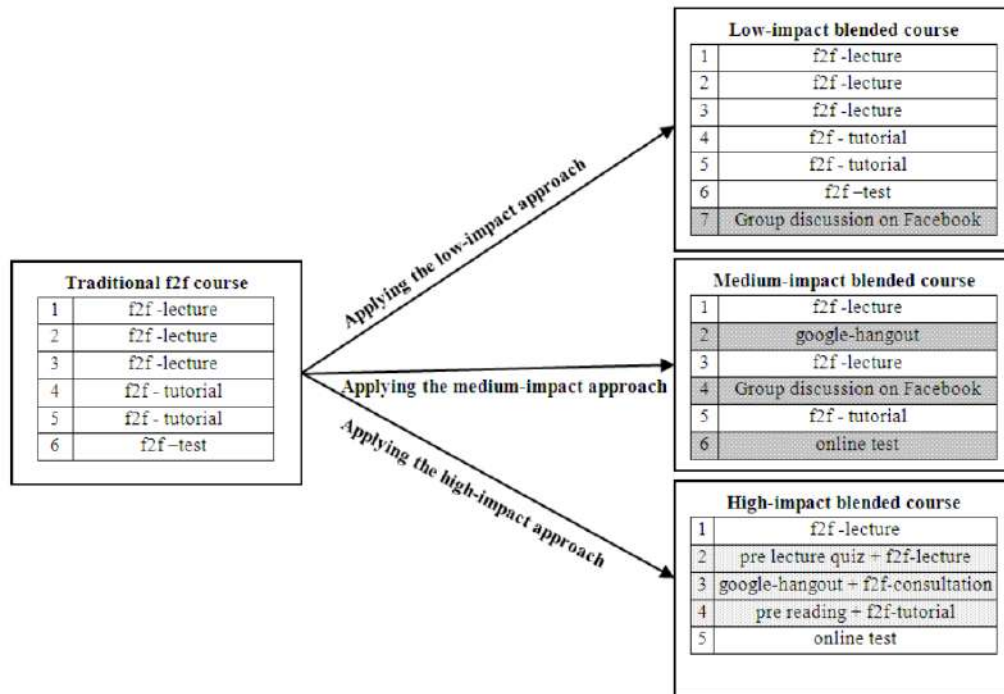 Traditional f2f course
1 f2f -lecture
2 f2f -lecture
3 f2f -lecture
4 f2f - tutorial
5 f2f - tutorial
6 f2f –test
Applying the low-impact approach
Applying the medium-impact approach
Applying the high-impact approach
Low-impact blended course
1 f2f -lecture
2 f2f -lecture
3 f2f -lecture
4 f2f - tutorial
5 f2f - tutorial
6 f2f –test
7 Group discussion on Facebook
Medium-impact blended course
1 f2f -lecture
2 google-hangout
3 f2f -lecture
4 Group discussion on Facebook
5 f2f - tutorial
6 online test
High-impact blended course
1 f2f -lecture
2 pre lecture quiz + f2f-lecture
3 google-hangout + f2f-consultation
4 pre reading + f2f-tutorial
5 online test